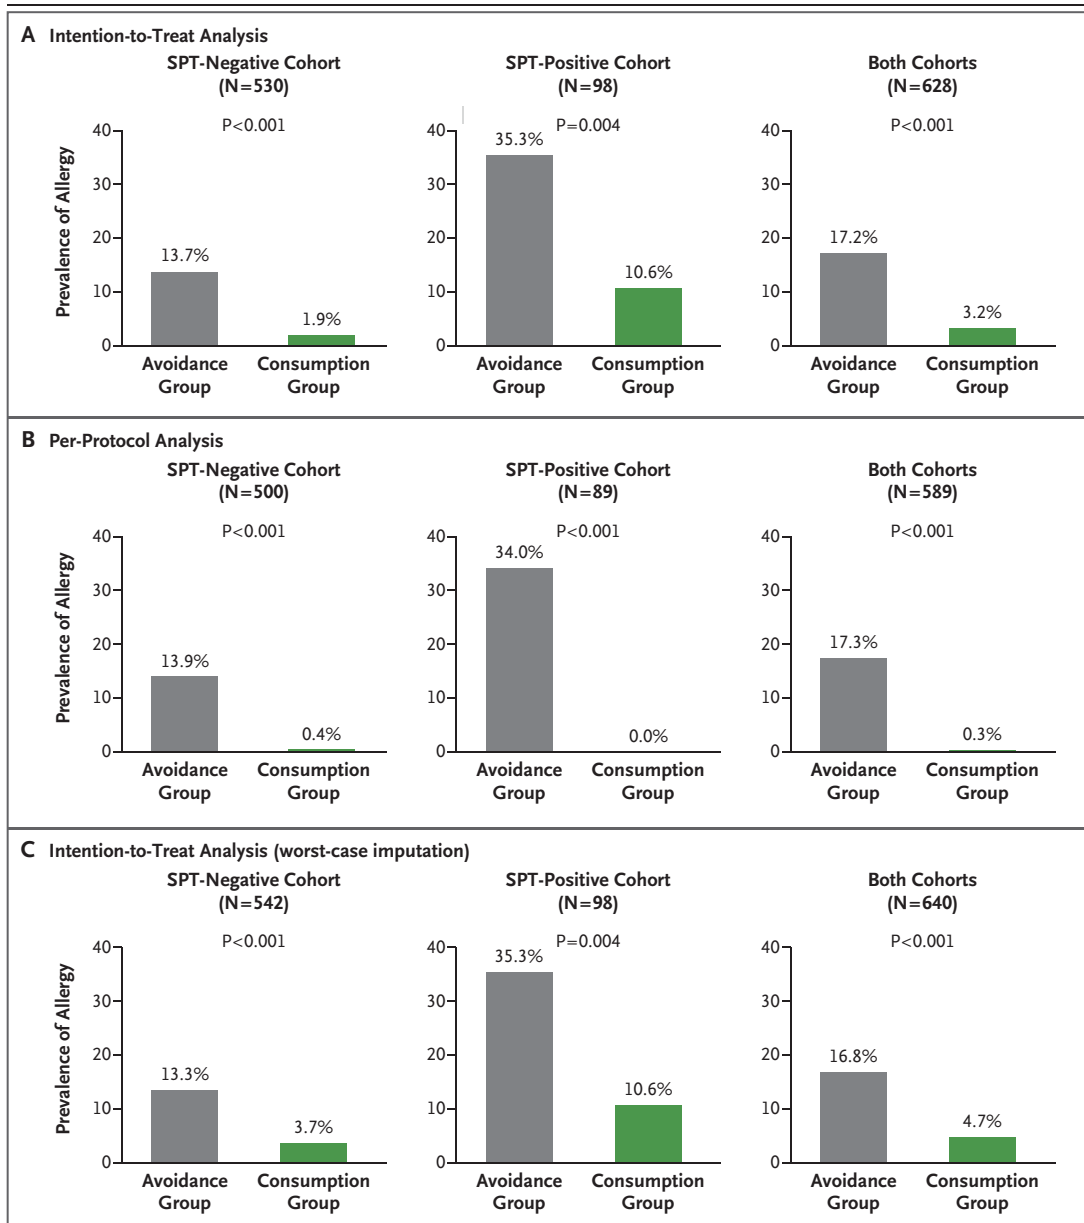 A Intention-to-Treat Analysis
SPT-Negative Cohort
(N=530)
SPT-Positive Cohort
(N=98)
Both Cohorts
(N=628)
Prevalence of Allergy
40
30
20
10
0
P<0.001
13.7%
1.9%
Avoidance
Group
Consumption
Group
40
30
20
10
0
P=0.004
35.3%
10.6%
Avoidance
Group
Consumption
Group
40
30
20
10
0
P<0.001
17.2%
3.2%
Avoidance
Group
Consumption
Group
B Per-Protocol Analysis
SPT-Negative Cohort
(N=500)
SPT-Positive Cohort
(N=89)
Both Cohorts
(N=589)
Prevalence of Allergy
40
30
20
10
0
P<0.001
13.9%
0.4%
Avoidance
Group
Consumption
Group
40
30
20
10
0
P<0.001
34.0%
0.0%
Avoidance
Group
Consumption
Group
40
30
20
10
0
P<0.001
17.3%
0.3%
Avoidance
Group
Consumption
Group
C Intention-to-Treat Analysis (worst-case imputation)
SPT-Negative Cohort
(N=542)
SPT-Positive Cohort
(N=98)
Both Cohorts
(N=640)
Prevalence of Allergy
40
30
20
10
0
P<0.001
13.3%
3.7%
Avoidance
Group
Consumption
Group
40
30
20
10
0
P=0.004
35.3%
10.6%
Avoidance
Group
Consumption
Group
40
30
20
10
0
P<0.001
16.8%
4.7%
Avoidance
Group
Consumption
Group